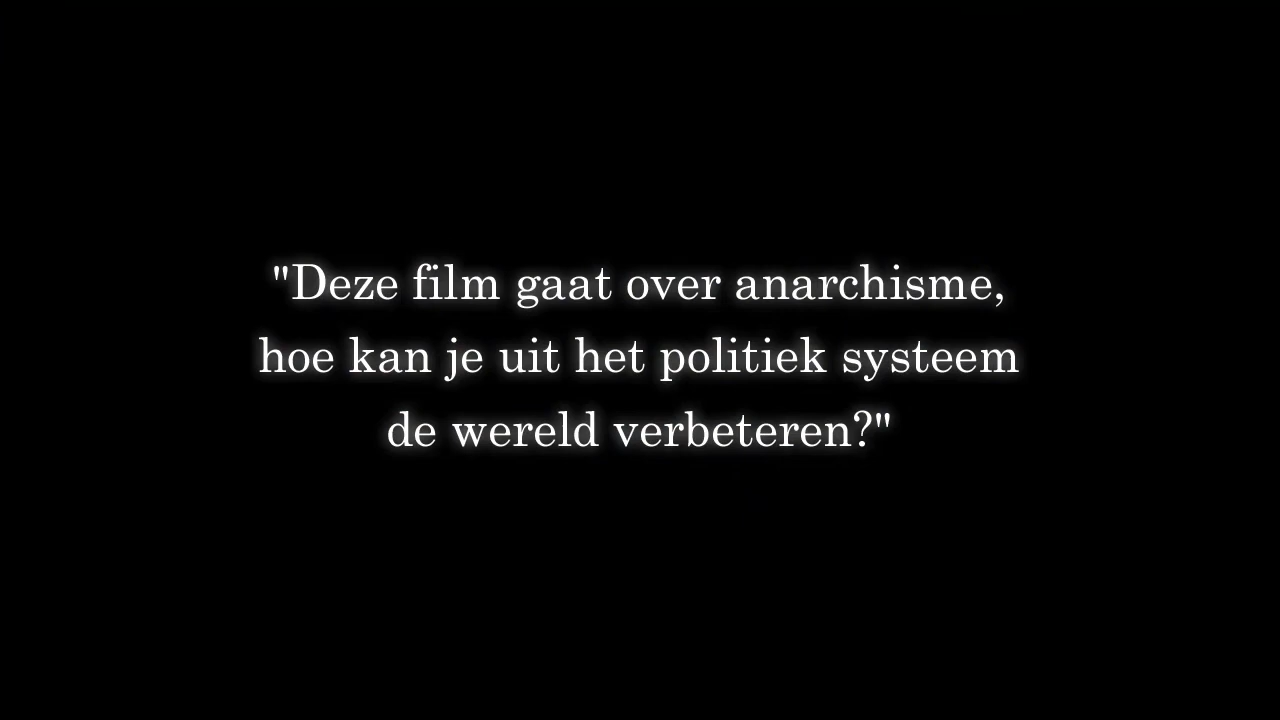 "Deze film gaat over anarchisme,
hoe kan je uit het politiek systeem
de wereld verbeteren?"